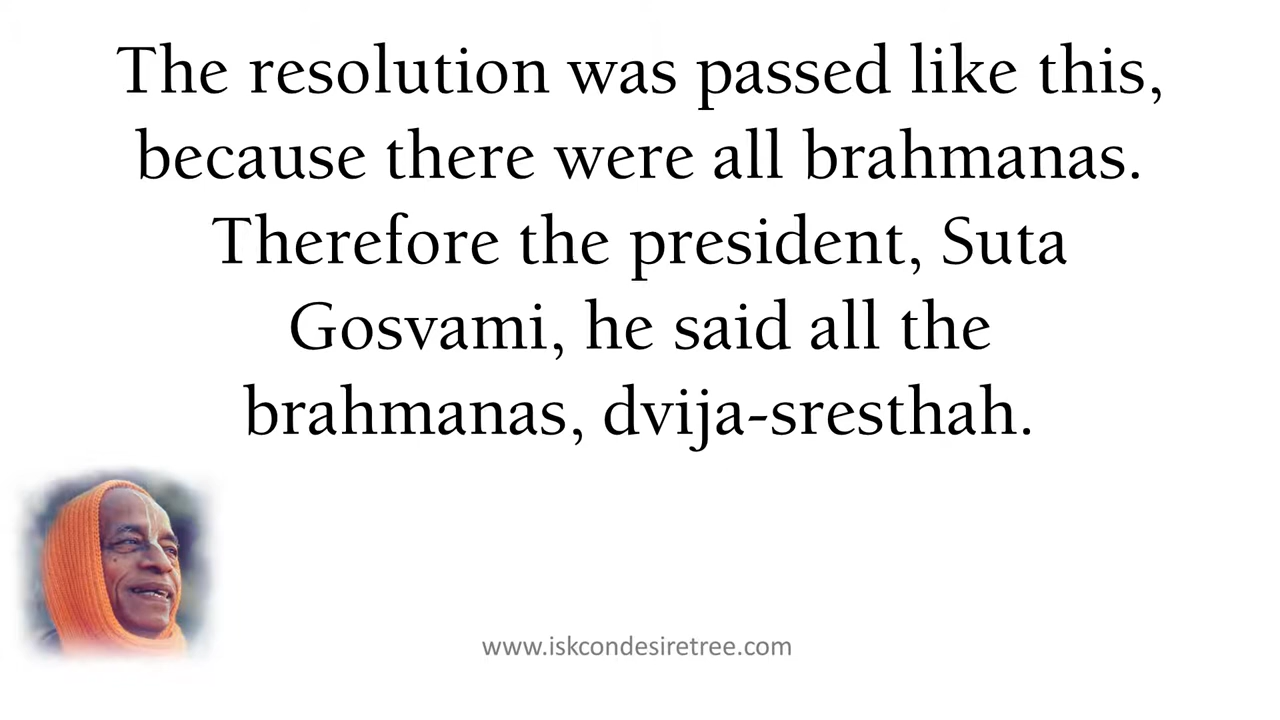 The resolution was passed like this,
because there were all brahmanas.
Therefore the president, Suta
Gosvami, he said all the
brahmanas, dvija-sresthah.
www.iskcondesiretree.com